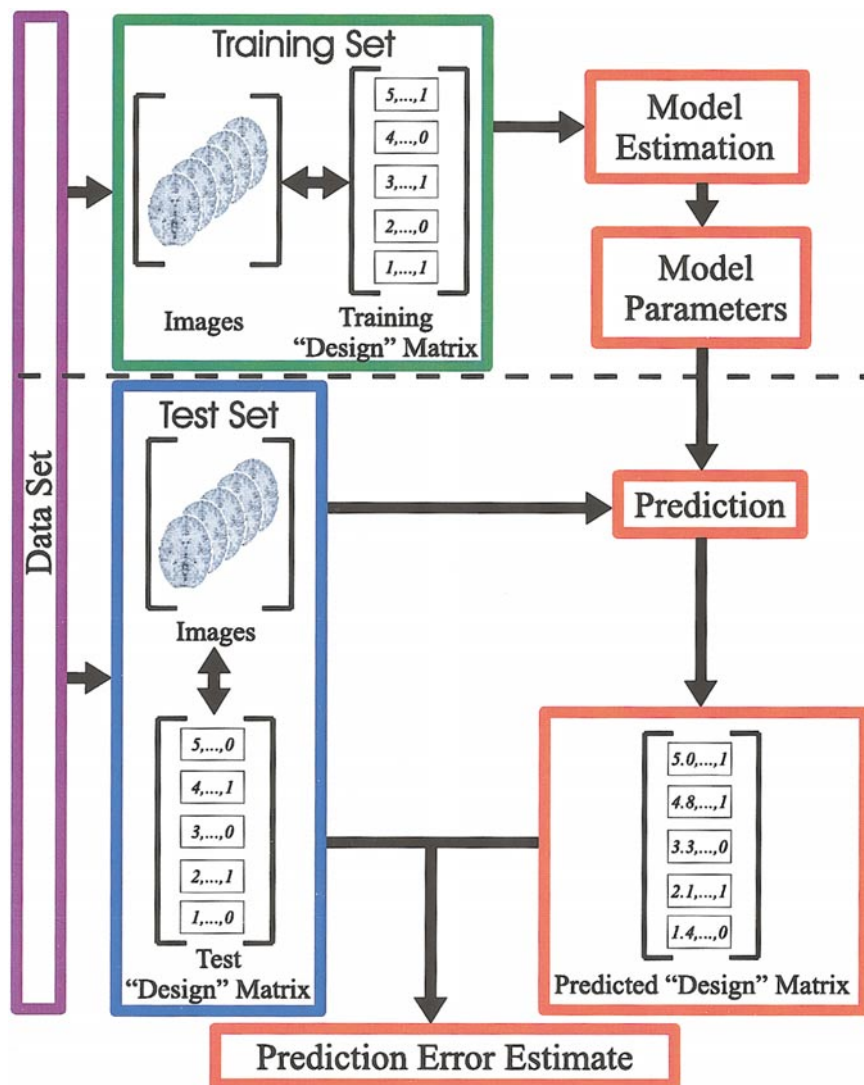 Training Set
5,...,1
4,...,0
3,...,1
2,...,0
1,...,1
Images
Training
“Design” Matrix
Model
Estimation
Model
Parameters
Data Set
Test Set
Images
5,...,0
4,...,1
3,...,0
2,...,1
1,...,0
Test
“Design” Matrix
Prediction
5.0,...,1
4.8,...,1
3.3,...,0
2.1,...,1
1.4,...,0
Predicted “Design” Matrix
Prediction Error Estimate